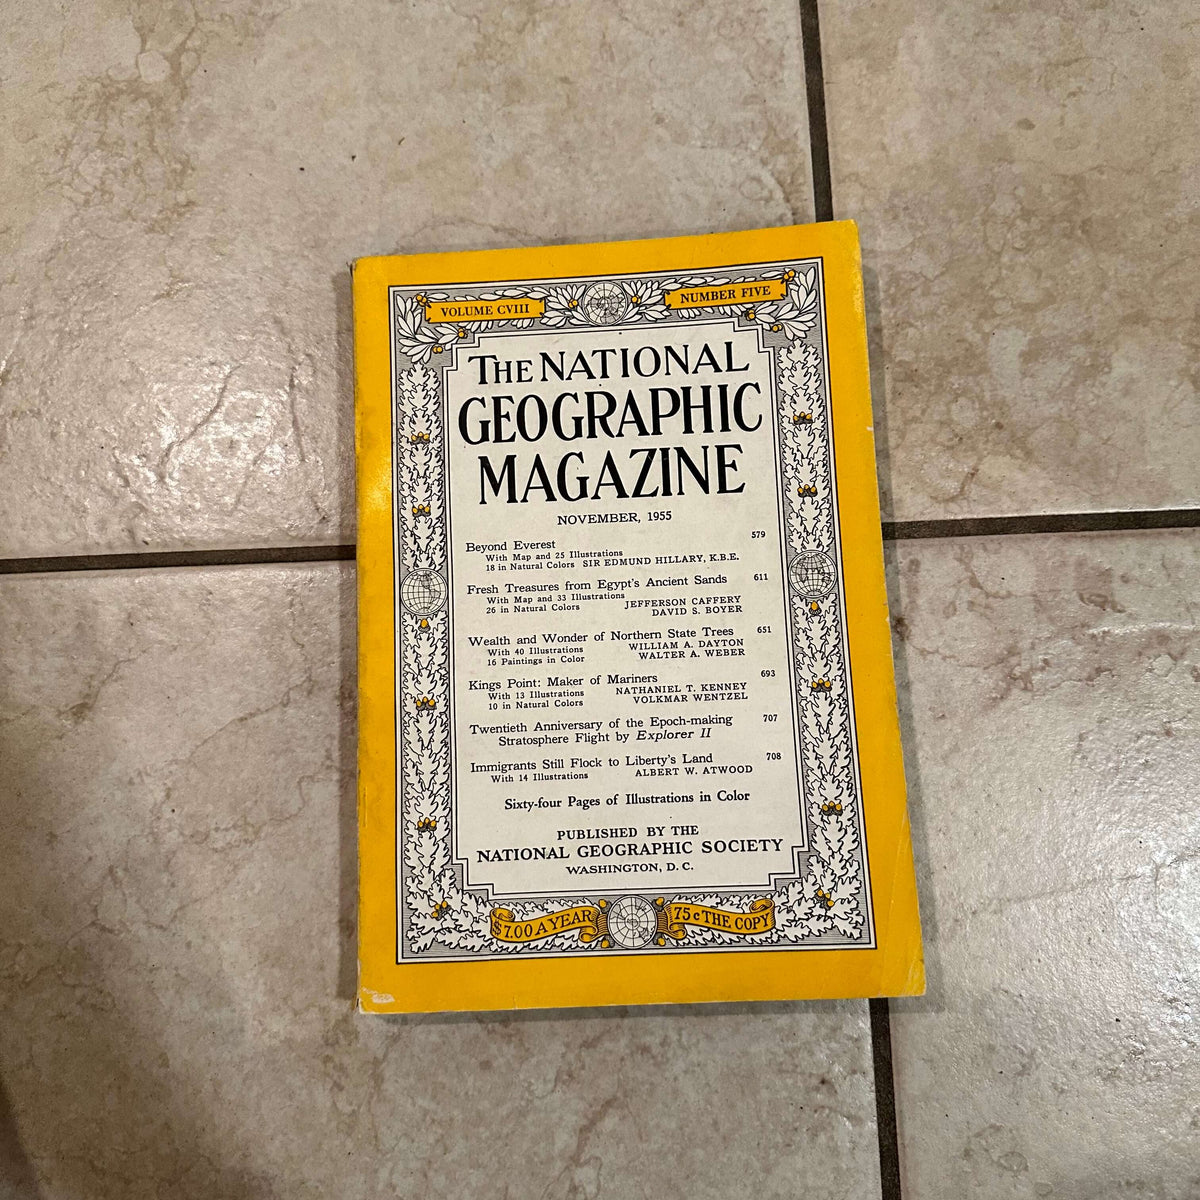 VOLUME CVIII
NUMBER FIVE
THE NATIONAL
GEOGRAPHIC
MAGAZINE
NOVEMBER, 1955
Beyond Everest 579
With Map and 25 Illustrations
18 in Natural Colors SIR EDMUND HILLARY, K.B.E.
Fresh Treasures from Egypt's Ancient Sands 611
With Map and 33 Illustrations
26 in Natural Colors JEFFERSON CAFFERY
DAVID S. BOYER
Wealth and Wonder of Northern State Trees 651
With 40 Illustrations WILLIAM A. DAYTON
16 Paintings in Color WALTER A. WEBER
Kings Point: Maker of Mariners 693
With 13 Illustrations NATHANIEL T. KENNEY
10 in Natural Colors VOLKMAR WENTZEL
Twentieth Anniversary of the Epoch-making 707
Stratosphere Flight by Explorer II
Immigrants Still Flock to Liberty's Land 708
With 14 Illustrations ALBERT W. ATWOOD
Sixty-four Pages of Illustrations in Color
PUBLISHED BY THE
NATIONAL GEOGRAPHIC SOCIETY
WASHINGTON, D. C.
$7.00 A YEAR
75c THE COPY